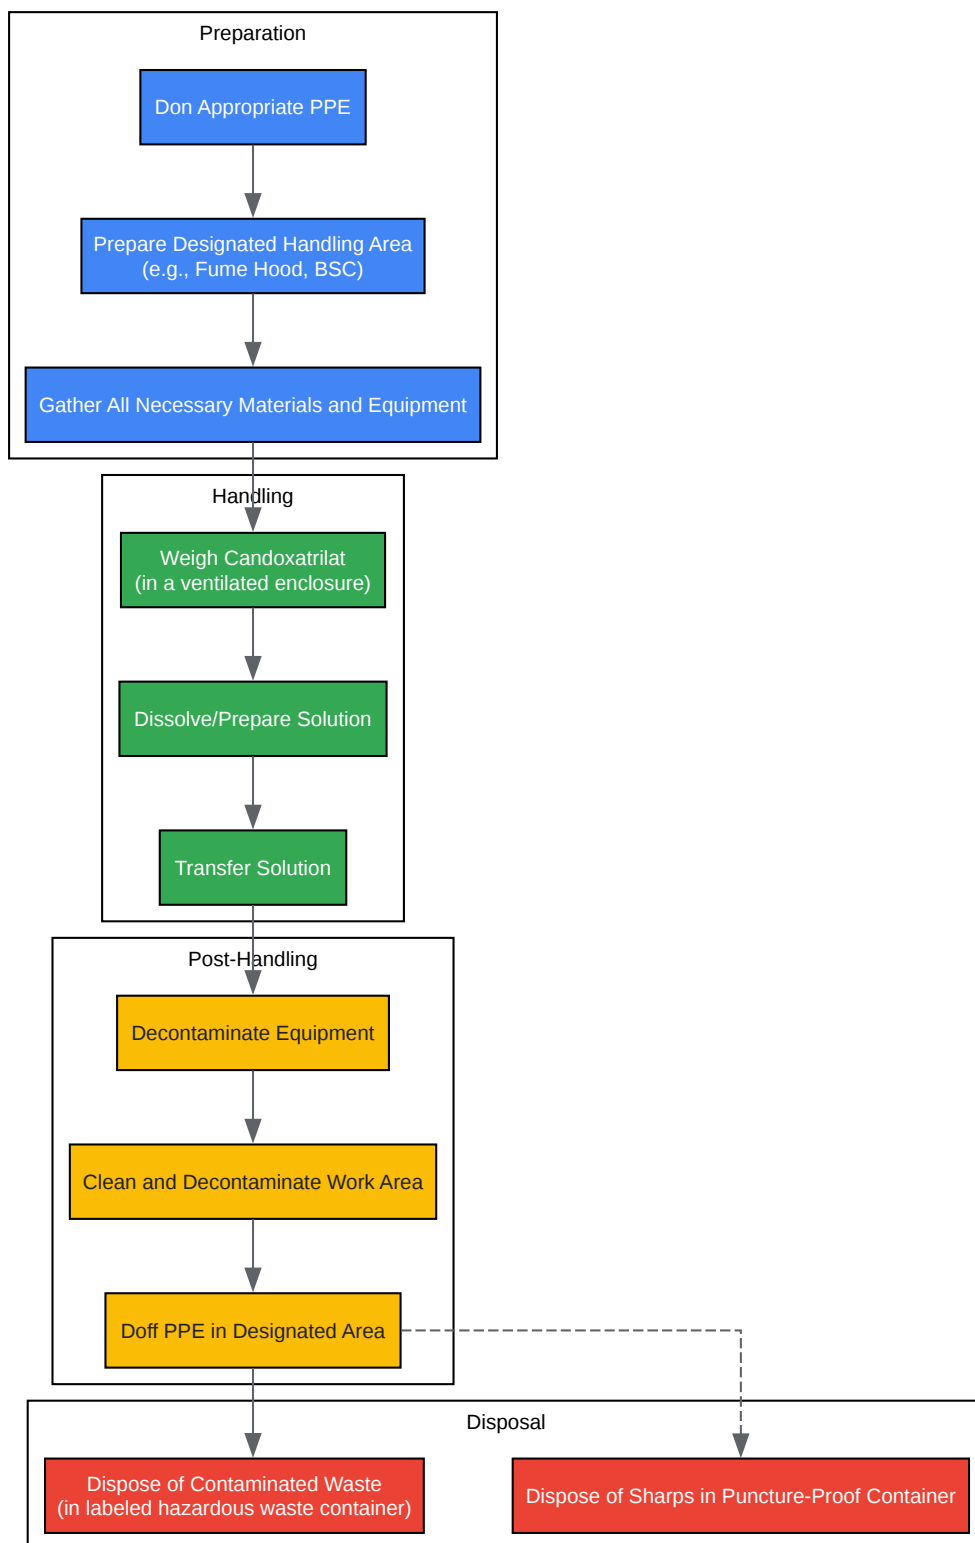 Preparation
Don Appropriate PPE
Prepare Designated Handling Area
(e.g., Fume Hood, BSC)
Gather All Necessary Materials and Equipment
Handling
Weigh Candoxatrilat
(in a ventilated enclosure)
Dissolve/Prepare Solution
Transfer Solution
Post-Handling
Decontaminate Equipment
Clean and Decontaminate Work Area
Doff PPE in Designated Area
Disposal
Dispose of Contaminated Waste
(in labeled hazardous waste container)
Dispose of Sharps in Puncture-Proof Container